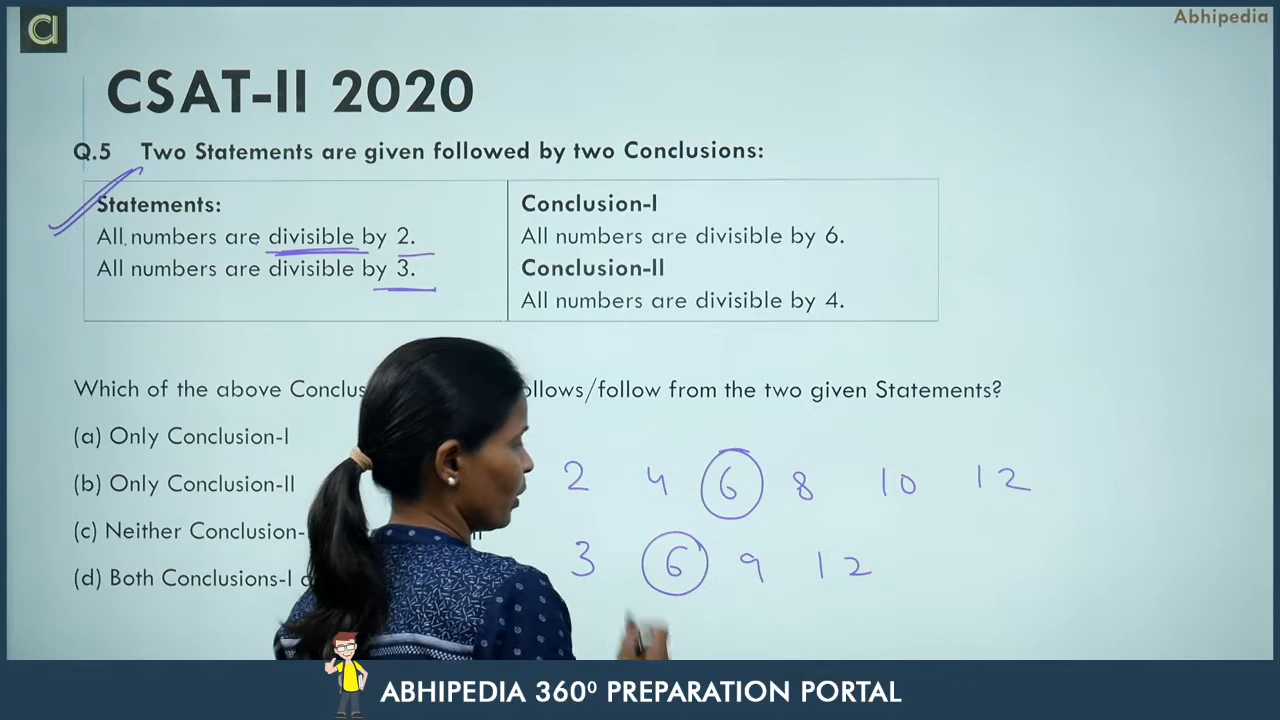 Abhipedia
CSAT-II 2020
Q.5 Two Statements are given followed by two Conclusions:
Statements:
All numbers are divisible by 2.
All numbers are divisible by 3.
Conclusion-I
All numbers are divisible by 6.
Conclusion-II
All numbers are divisible by 4.
Which of the above follows/follow from the two given Statements?
(a) Only Conclusion-I
(b) Only Conclusion-II
(c) Neither Conclusion-
(d) Both Conclusions-I
2 4 6 8 10 12
3 6 9 12
ABHIPEDIA 360⁰ PREPARATION PORTAL